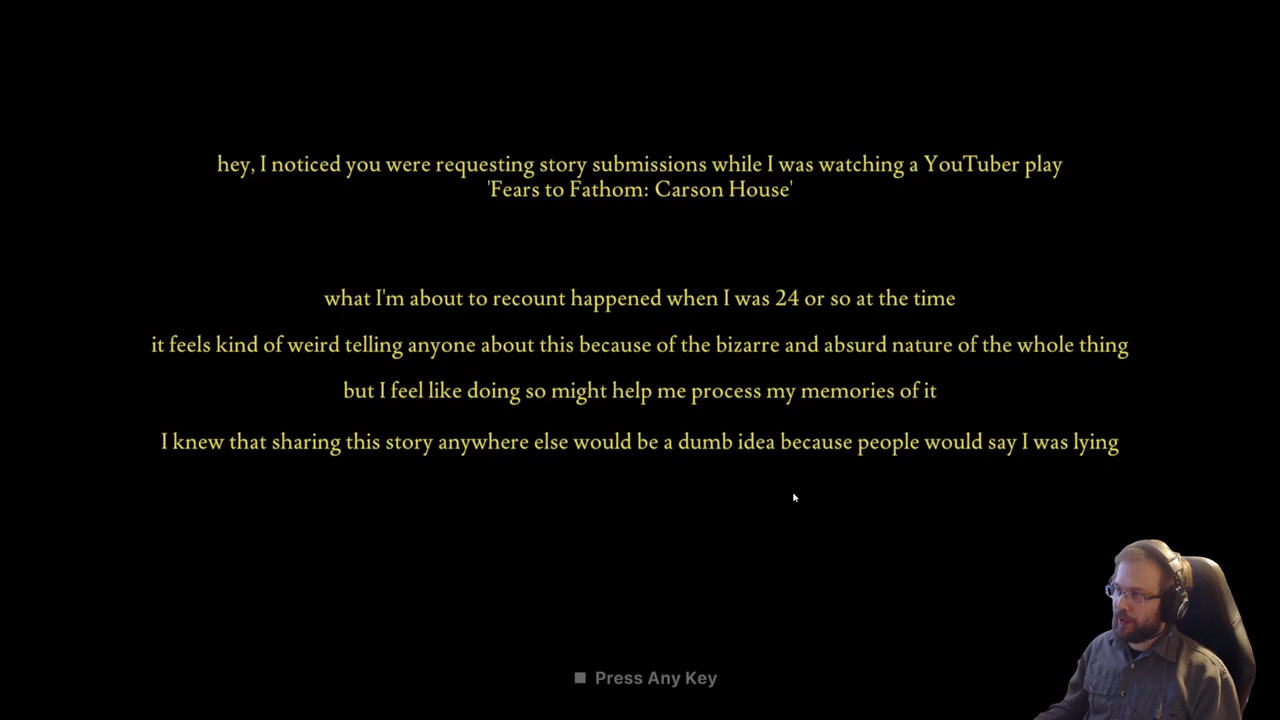 hey, I noticed you were requesting story submissions while I was watching a YouTuber play
'Fears to Fathom: Carson House'
what I'm about to recount happened when I was 24 or so at the time
it feels kind of weird telling anyone about this because of the bizarre and absurd nature of the whole thing
but I feel like doing so might help me process my memories of it
I knew that sharing this story anywhere else would be a dumb idea because people would say I was lying
Press Any Key